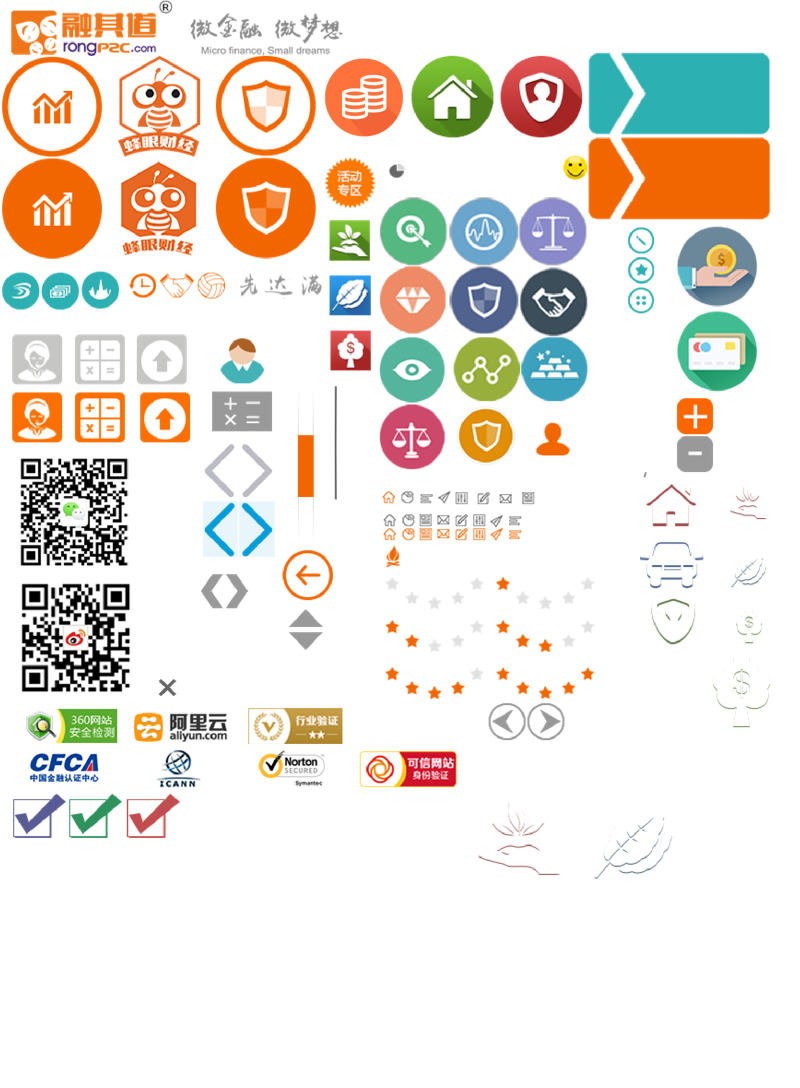 融其道®
rongP2C.com
微金融 微梦想
Micro finance, Small dreams
蜂眼财经
活动
专区
蜂眼财经
先达满
360网站
安全检测
阿里云
aliyun.com
行业验证
CFCA
中国金融认证中心
ICANN
Norton
SECURED
Symantec
可信网站
身份验证